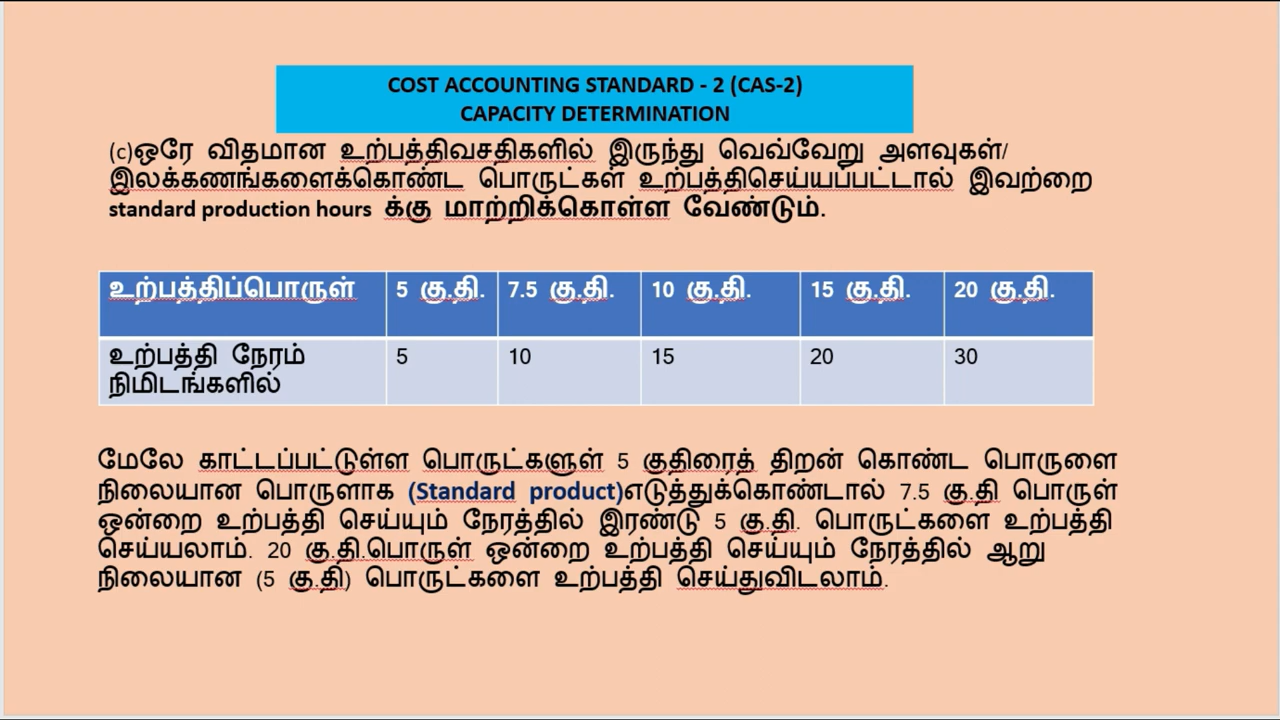 COST ACCOUNTING STANDARD - 2 (CAS-2)
CAPACITY DETERMINATION
(c)ஒரே விதமான உற்பத்திவசதிகளில் இருந்து வெவ்வேறு அளவுகள்/
இலக்கணங்களைக்கொண்ட பொருட்கள் உற்பத்திசெய்யப்பட்டால் இவற்றை
standard production hours க்கு மாற்றிக்கொள்ள வேண்டும்.
உற்பத்திப்பொருள் 5 கு.தி. 7.5 கு.தி. 10 கு.தி. 15 கு.தி. 20 கு.தி.
உற்பத்தி நேரம்
நிமிடங்களில் 5 10 15 20 30
மேலே காட்டப்பட்டுள்ள பொருட்களுள் 5 குதிரைத் திறன் கொண்ட பொருளை
நிலையான பொருளாக (Standard product)எடுத்துக்கொண்டால் 7.5 கு.தி பொருள்
ஒன்றை உற்பத்தி செய்யும் நேரத்தில் இரண்டு 5 கு.தி. பொருட்களை உற்பத்தி
செய்யலாம். 20 கு.தி.பொருள் ஒன்றை உற்பத்தி செய்யும் நேரத்தில் ஆறு
நிலையான (5 கு.தி) பொருட்களை உற்பத்தி செய்துவிடலாம்.